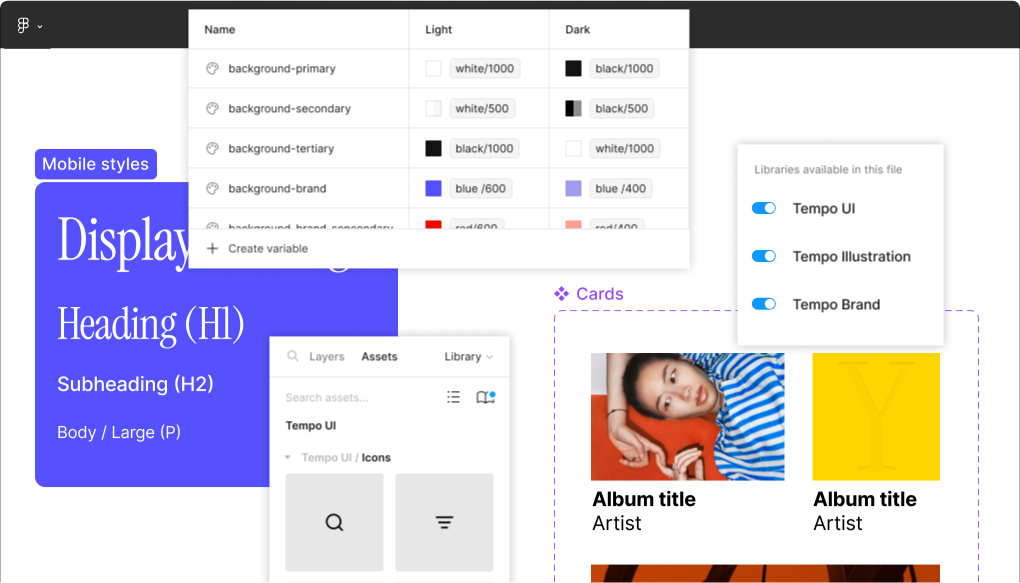 Name Light Dark
background-primary white/1000 black/1000
background-secondary white/500 black/500
background-tertiary black/1000 white/1000
background-brand blue /600 blue /400
background-brand-senecondary red/600 red/400
Create variable
Mobile styles
Display
Heading (H1)
Subheading (H2)
Body / Large (P)
Layers Assets Library
Search assets...
Tempo UI
Tempo UI / Icons
Libraries available in this file
Tempo UI
Tempo Illustration
Tempo Brand
Cards
Y
Album title
Artist
Album title
Artist